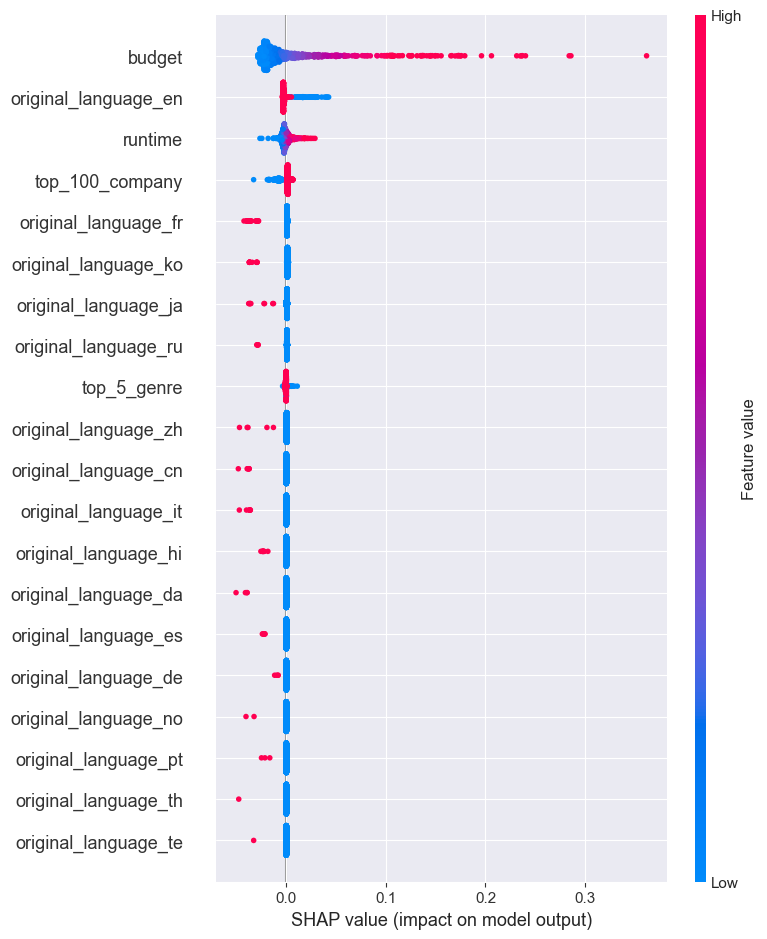 High
budget
original_language_en
runtime
top_100_company
original_language_fr
original_language_ko
original_language_ja
original_language_ru
top_5_genre
original_language_zh
original_language_cn
original_language_it
original_language_hi
original_language_da
original_language_es
original_language_de
original_language_no
original_language_pt
original_language_th
original_language_te
Feature value
Low
0.0 0.1 0.2 0.3
SHAP value (impact on model output)